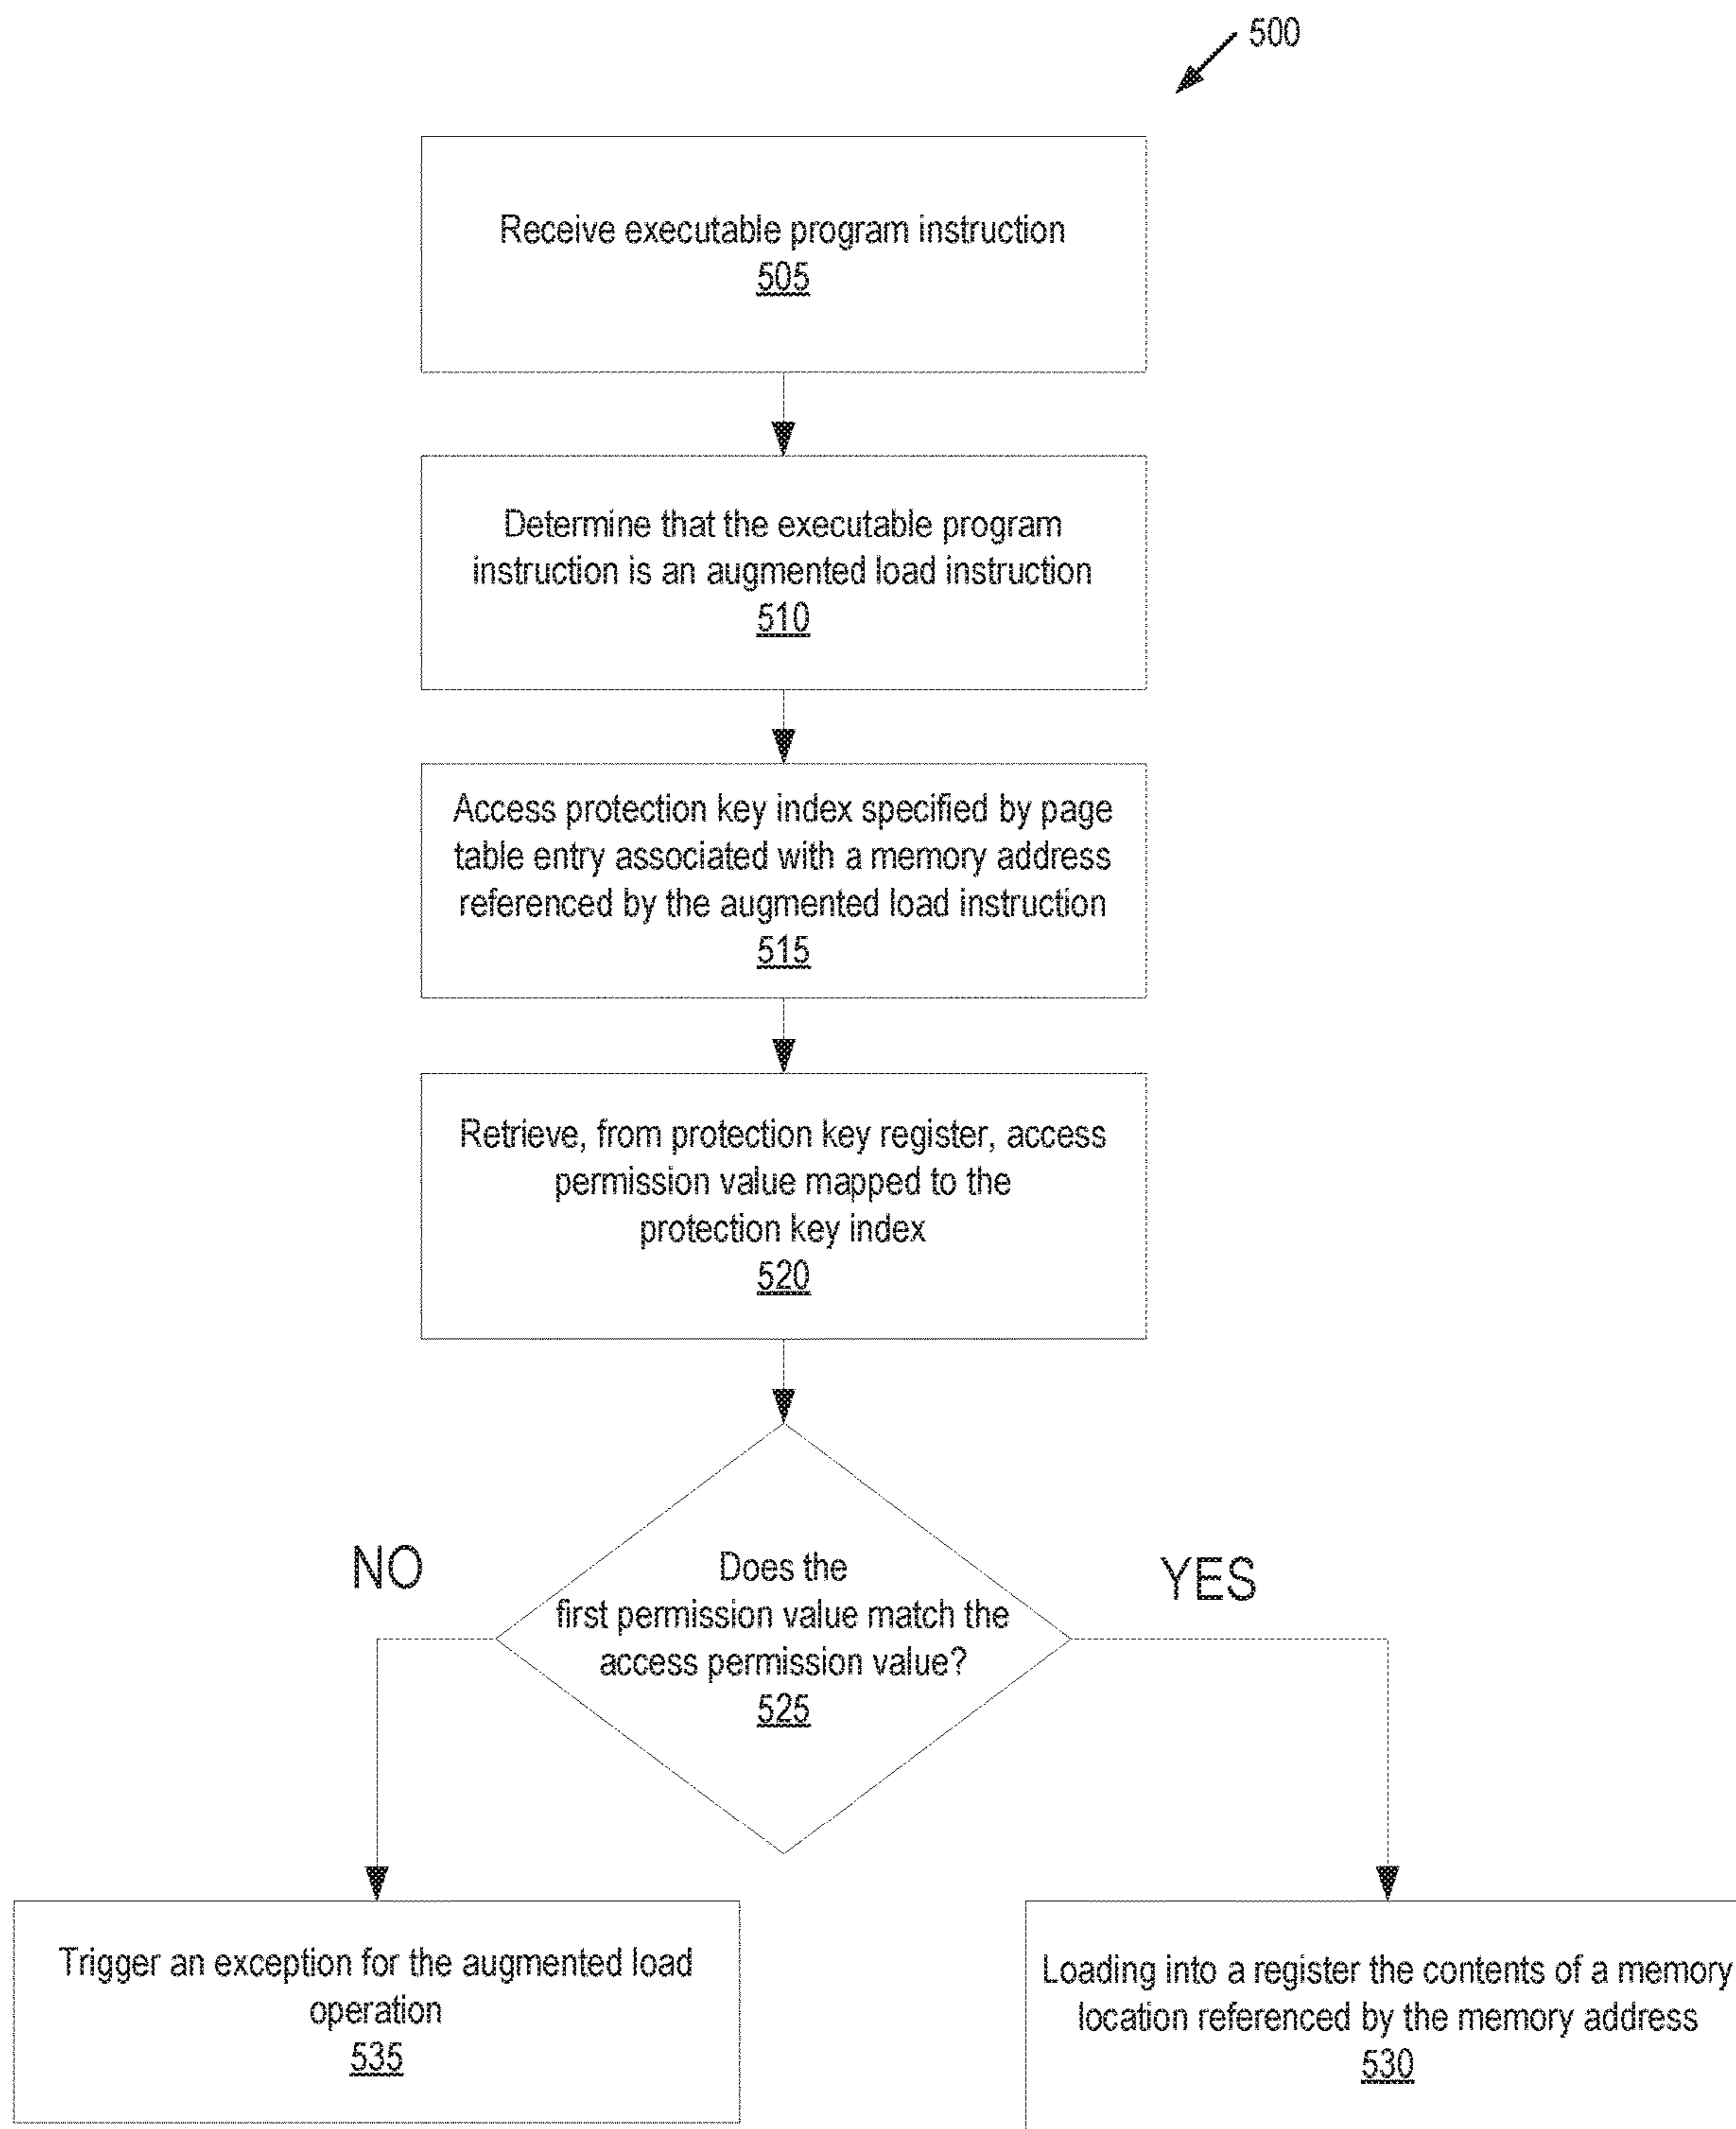 500
Receive executable program instruction
505
Determine that the executable program
instruction is an augmented load instruction
510
Access protection key index specified by page
table entry associated with a memory address
referenced by the augmented load instruction
515
Retrieve, from protection key register, access
permission value mapped to the
protection key index
520
NO
Does the
first permission value match the
access permission value?
525
YES
Trigger an exception for the augmented load
operation
535
Loading into a register the contents of a memory
location referenced by the memory address
530